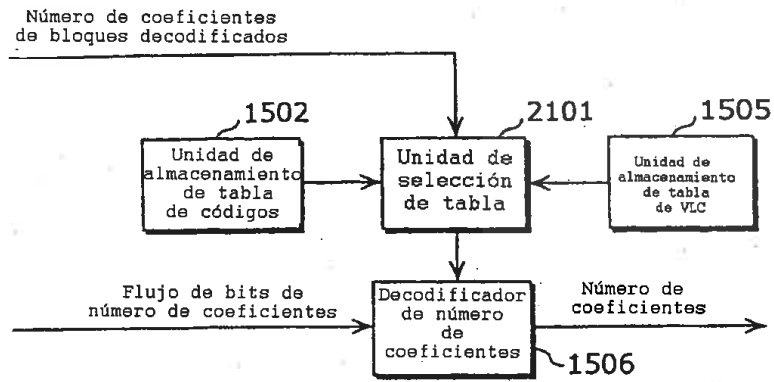 Número de coeficientes
de bloques decodificados
1502
2101
1505
Unidad de
almacenamiento
de tabla
de códigos
Unidad de
selección
de tabla
Unidad de
almacenamiento
de tabla
de VLC
Flujo de bits de
número de coeficientes
Decodificador
de número
de
coeficientes
Número de
coeficientes
1506